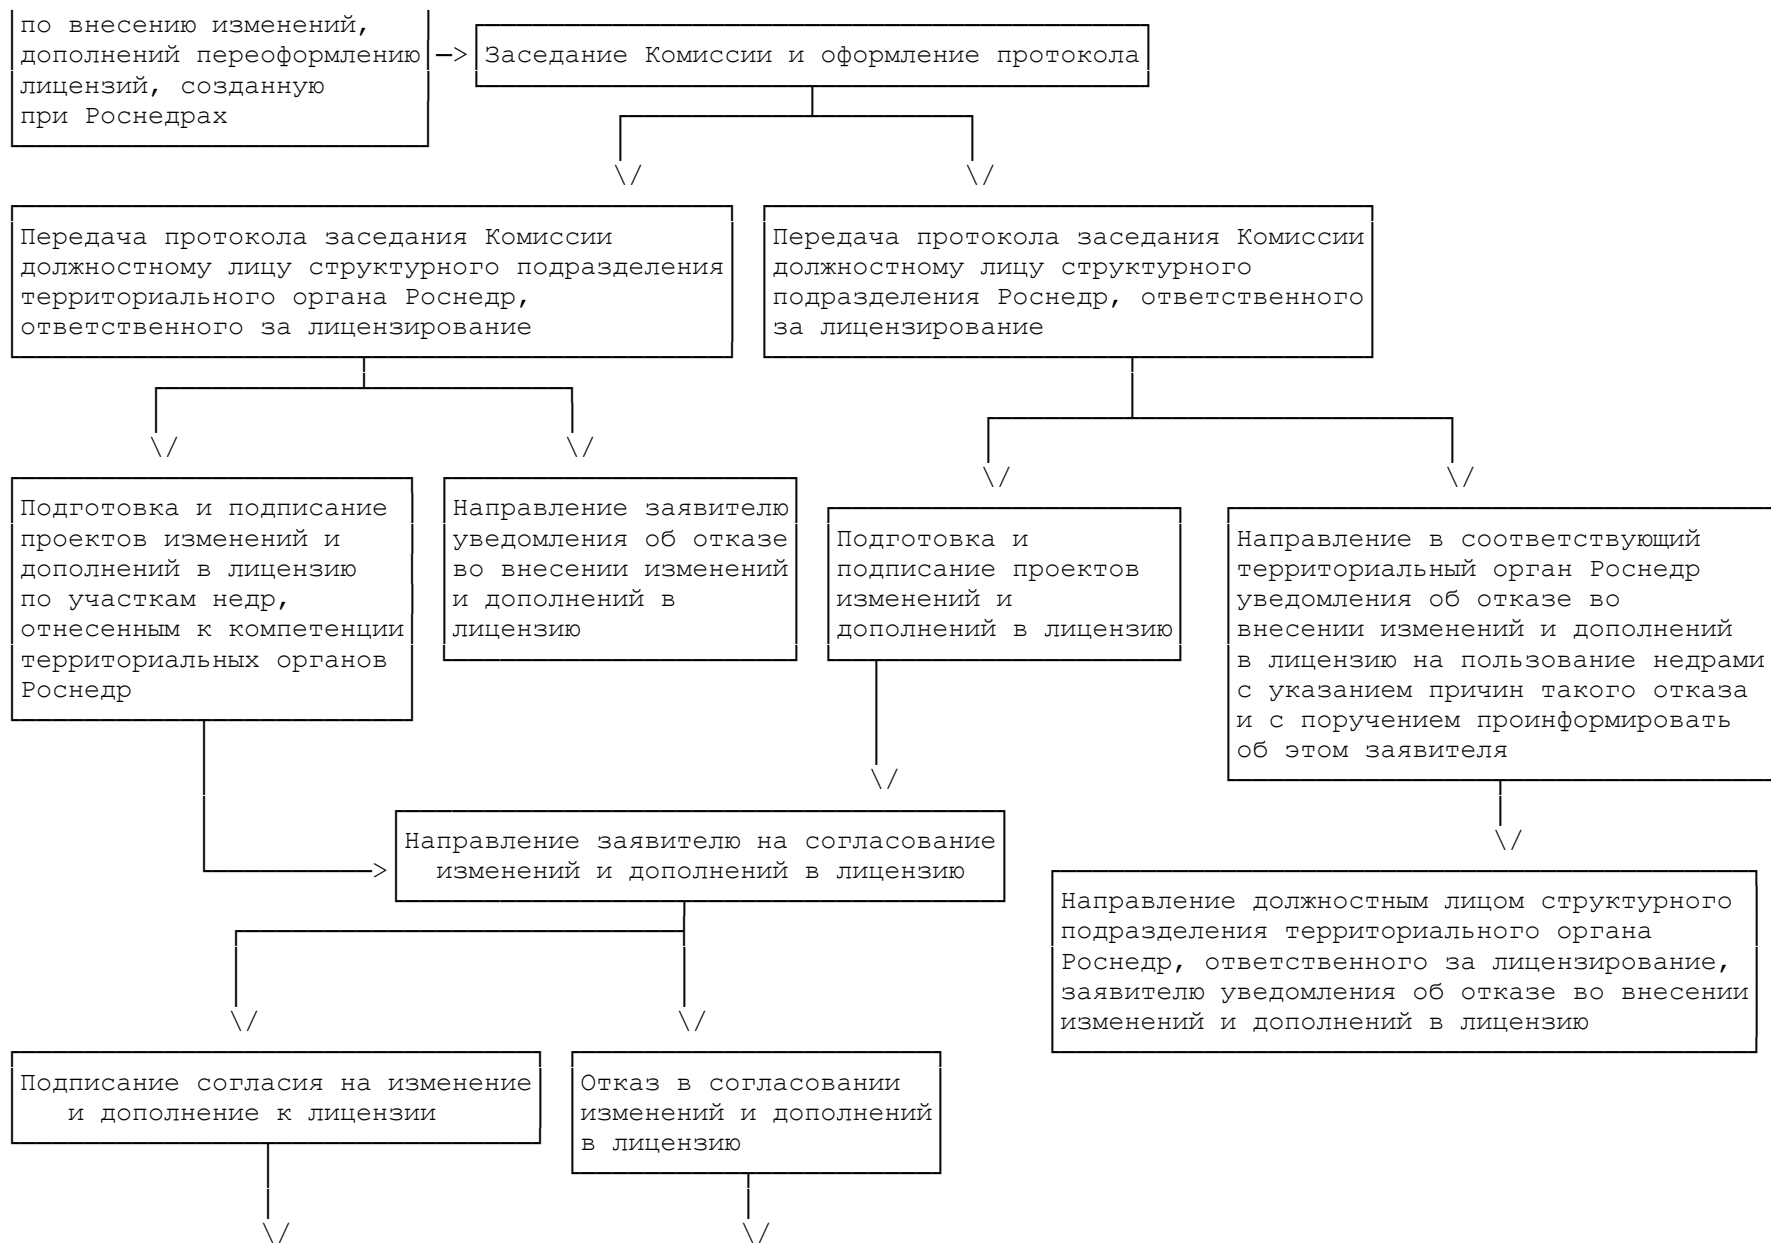 по внесению изменений,
дополнений переоформлению
лицензий, созданную
при Роснедрах
Заседание Комиссии и оформление протокола
Передача протокола заседания Комиссии
должностному лицу структурного подразделения
территориального органа Роснедр,
ответственного за лицензирование
Передача протокола заседания Комиссии
должностному лицу структурного
подразделения Роснедр, ответственного
за лицензирование
Подготовка и подписание
проектов изменений и
дополнений в лицензию
по участкам недр,
отнесенным к компетенции
территориальных органов
Роснедр
Направление заявителю
уведомления об отказе
во внесении изменений
и дополнений в
лицензию
Подготовка и
подписание проектов
изменений и
дополнений в лицензию
Направление в соответствующий
территориальный орган Роснедр
уведомления об отказе во
внесении изменений и дополнений
в лицензию на пользование недрами
с указанием причин такого отказа
и с поручением проинформировать
об этом заявителя
Направление заявителю на согласование
изменений и дополнений в лицензию
Направление должностным лицом структурного
подразделения территориального органа
Роснедр, ответственного за лицензирование,
заявителю уведомления об отказе во внесении
изменений и дополнений в лицензию
Подписание согласия на изменение
и дополнение к лицензии
Отказ в согласовании
изменений и дополнений
в лицензию